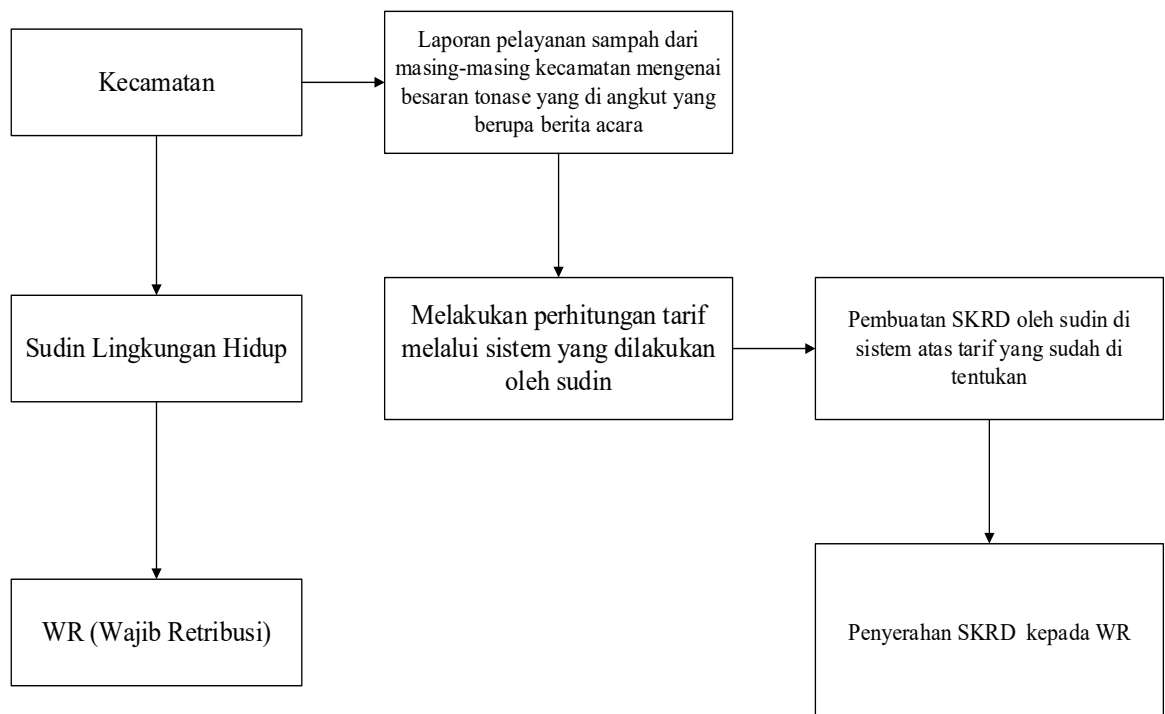 Kecamatan
Laporan pelayanan sampah dari
masing-masing kecamatan mengenai
besaran tonase yang di angkut yang
berupa berita acara
Sudin Lingkungan Hidup
Melakukan perhitungan tarif
melalui sistem yang dilakukan
oleh sudin
Pembuatan SKRD oleh sudin di
sistem atas tarif yang sudah di
tentukan
WR (Wajib Retribusi)
Penyerahan SKRD kepada WR